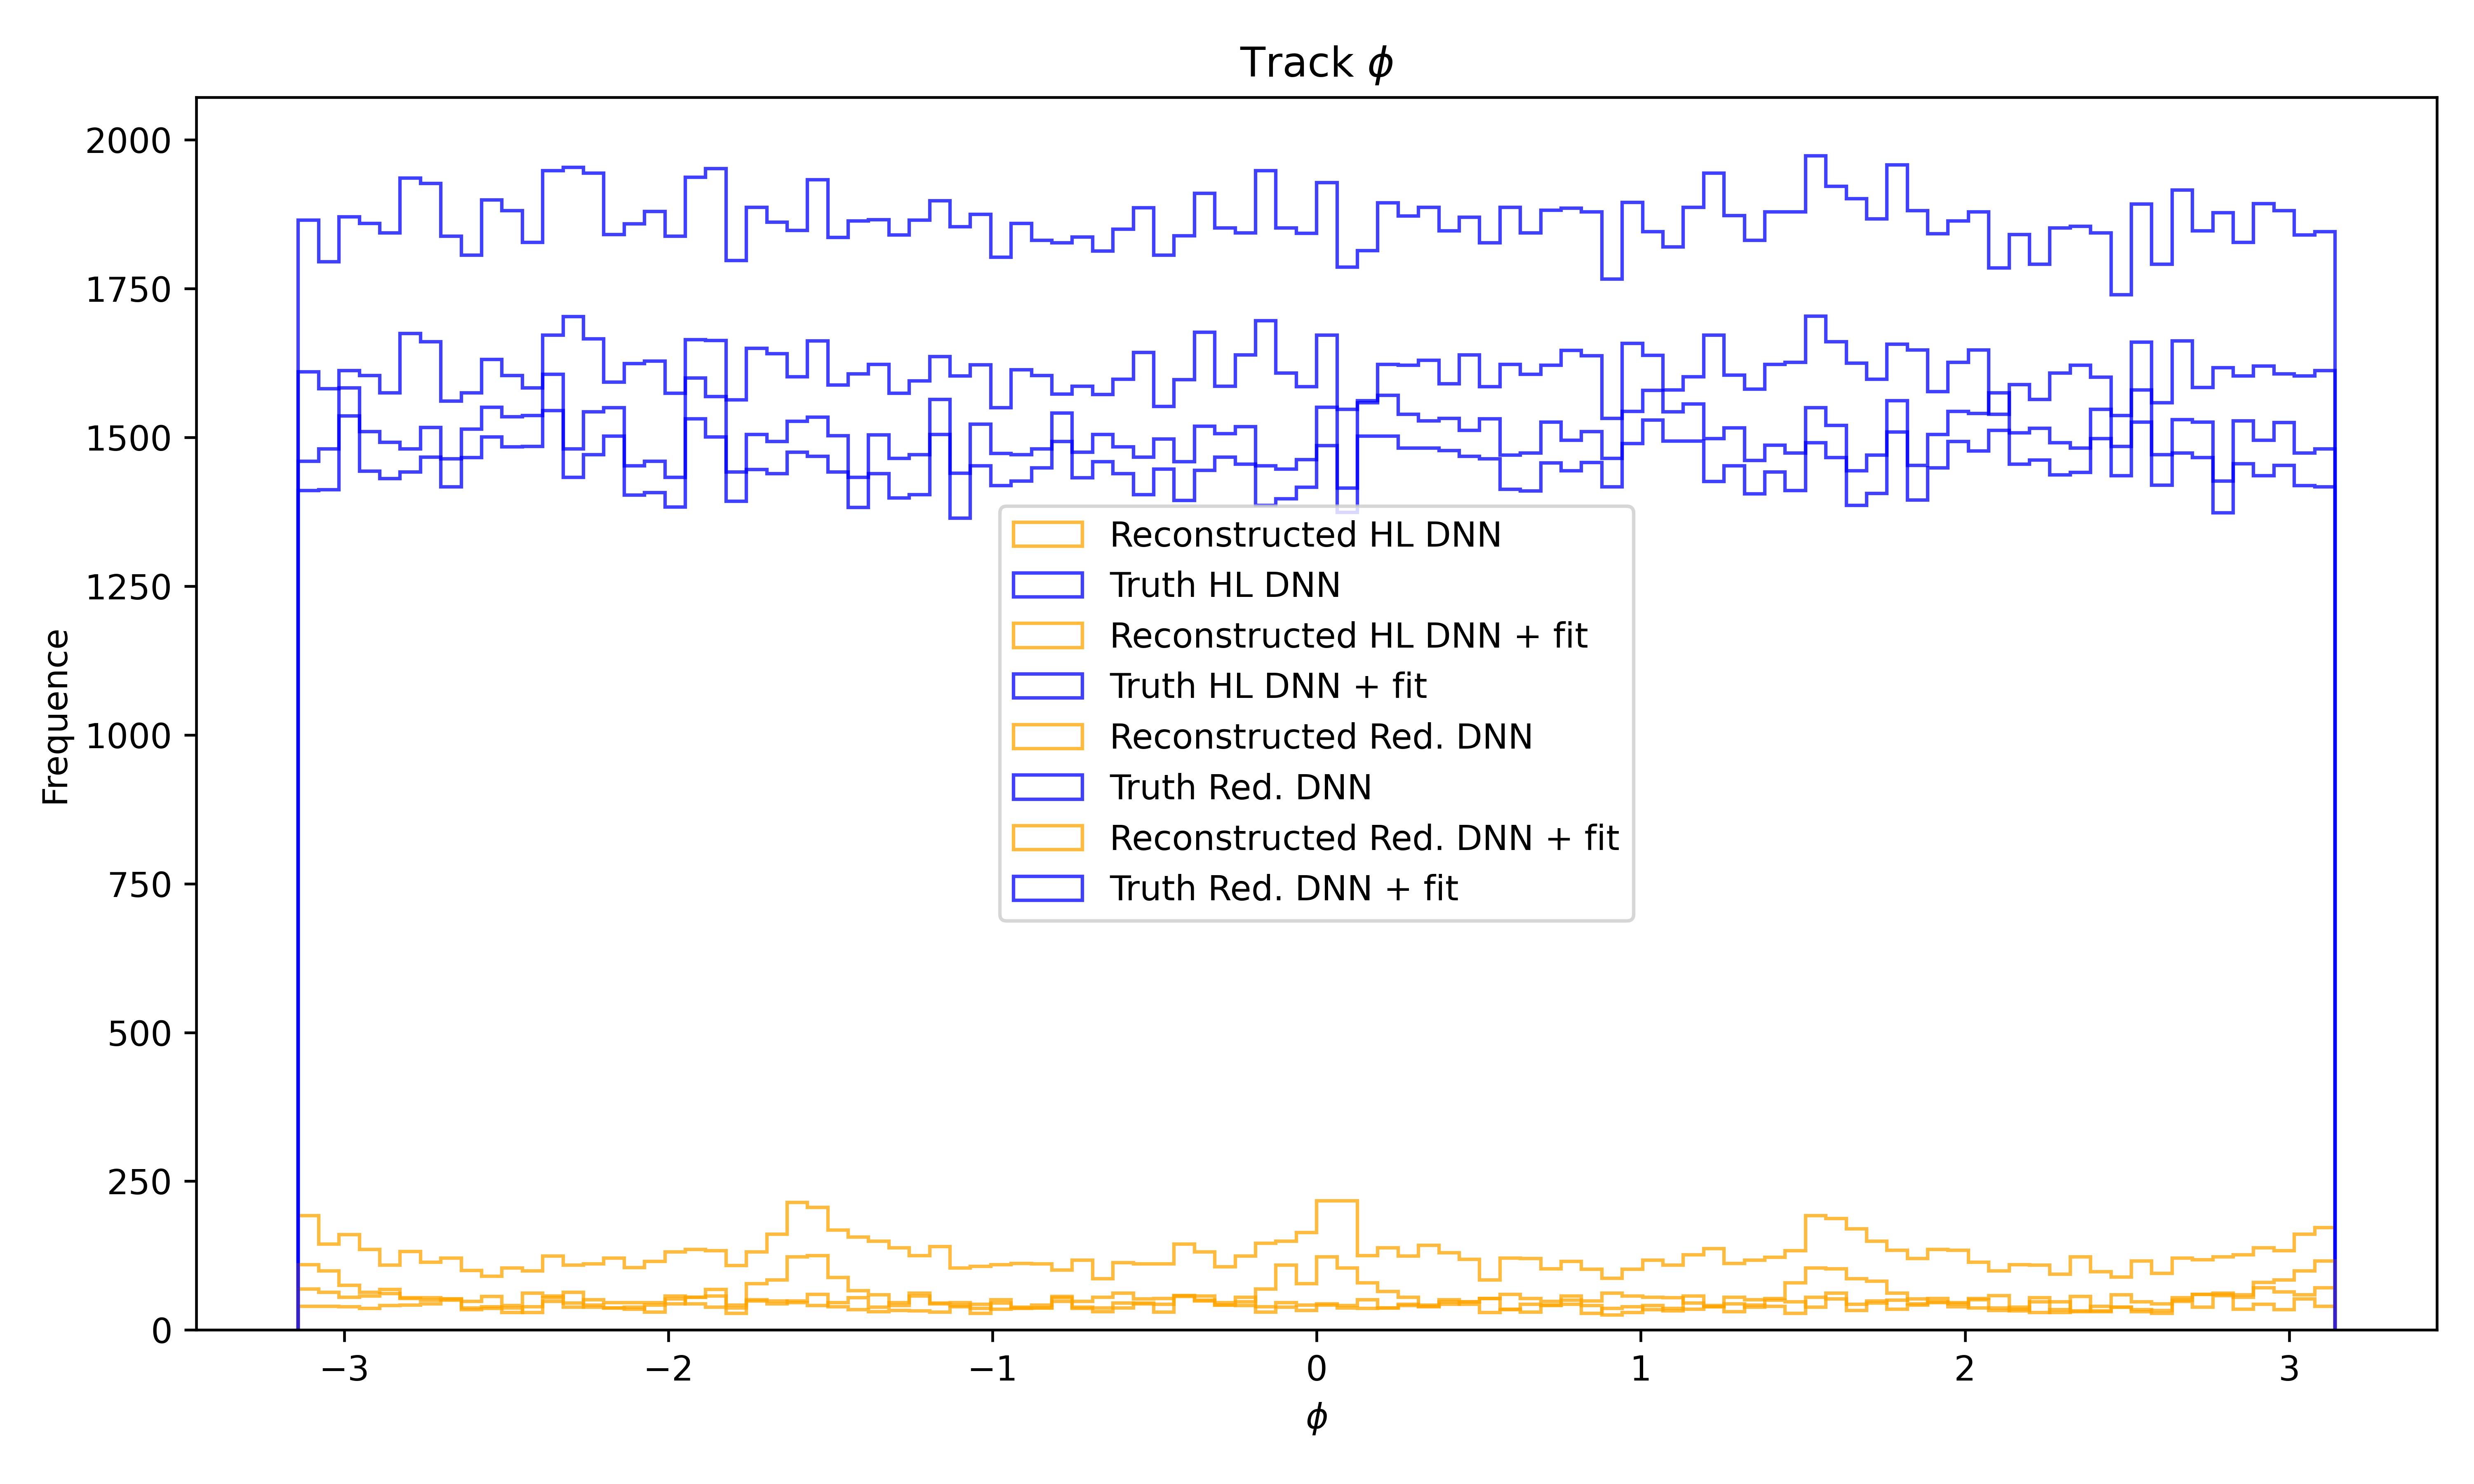 Track ϕ
2000
1750
1500
1250
1000
750
500
250
0
Frequence
Reconstructed HL DNN
Truth HL DNN
Reconstructed HL DNN + fit
Truth HL DNN + fit
Reconstructed Red. DNN
Truth Red. DNN
Reconstructed Red. DNN + fit
Truth Red. DNN + fit
−3 −2 −1 0 1 2 3
ϕ